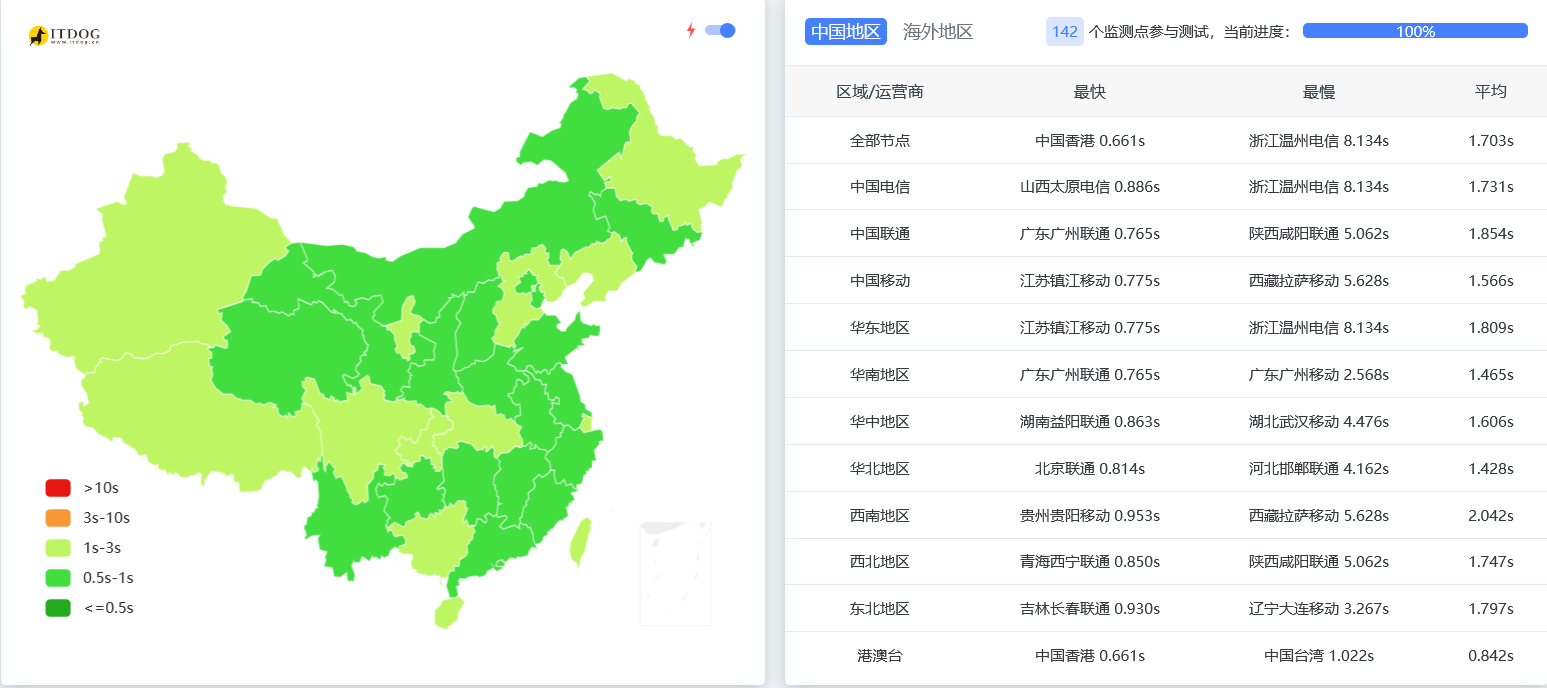 ITDOG
www.itdog.cn
>10s
3s-10s
1s-3s
0.5s-1s
<=0.5s
中国地区 海外地区 142 个监测点参与测试，当前进度： 100%
区域/运营商 最快 最慢 平均
全部节点 中国香港 0.661s 浙江温州电信 8.134s 1.703s
中国电信 山西太原电信 0.886s 浙江温州电信 8.134s 1.731s
中国联通 广东广州联通 0.765s 陕西咸阳联通 5.062s 1.854s
中国移动 江苏镇江移动 0.775s 西藏拉萨移动 5.628s 1.566s
华东地区 江苏镇江移动 0.775s 浙江温州电信 8.134s 1.809s
华南地区 广东广州联通 0.765s 广东广州移动 2.568s 1.465s
华中地区 湖南益阳联通 0.863s 湖北武汉移动 4.476s 1.606s
华北地区 北京联通 0.814s 河北邯郸联通 4.162s 1.428s
西南地区 贵州贵阳移动 0.953s 西藏拉萨移动 5.628s 2.042s
西北地区 青海西宁联通 0.850s 陕西咸阳联通 5.062s 1.747s
东北地区 吉林长春联通 0.930s 辽宁大连移动 3.267s 1.797s
港澳台 中国香港 0.661s 中国台湾 1.022s 0.842s